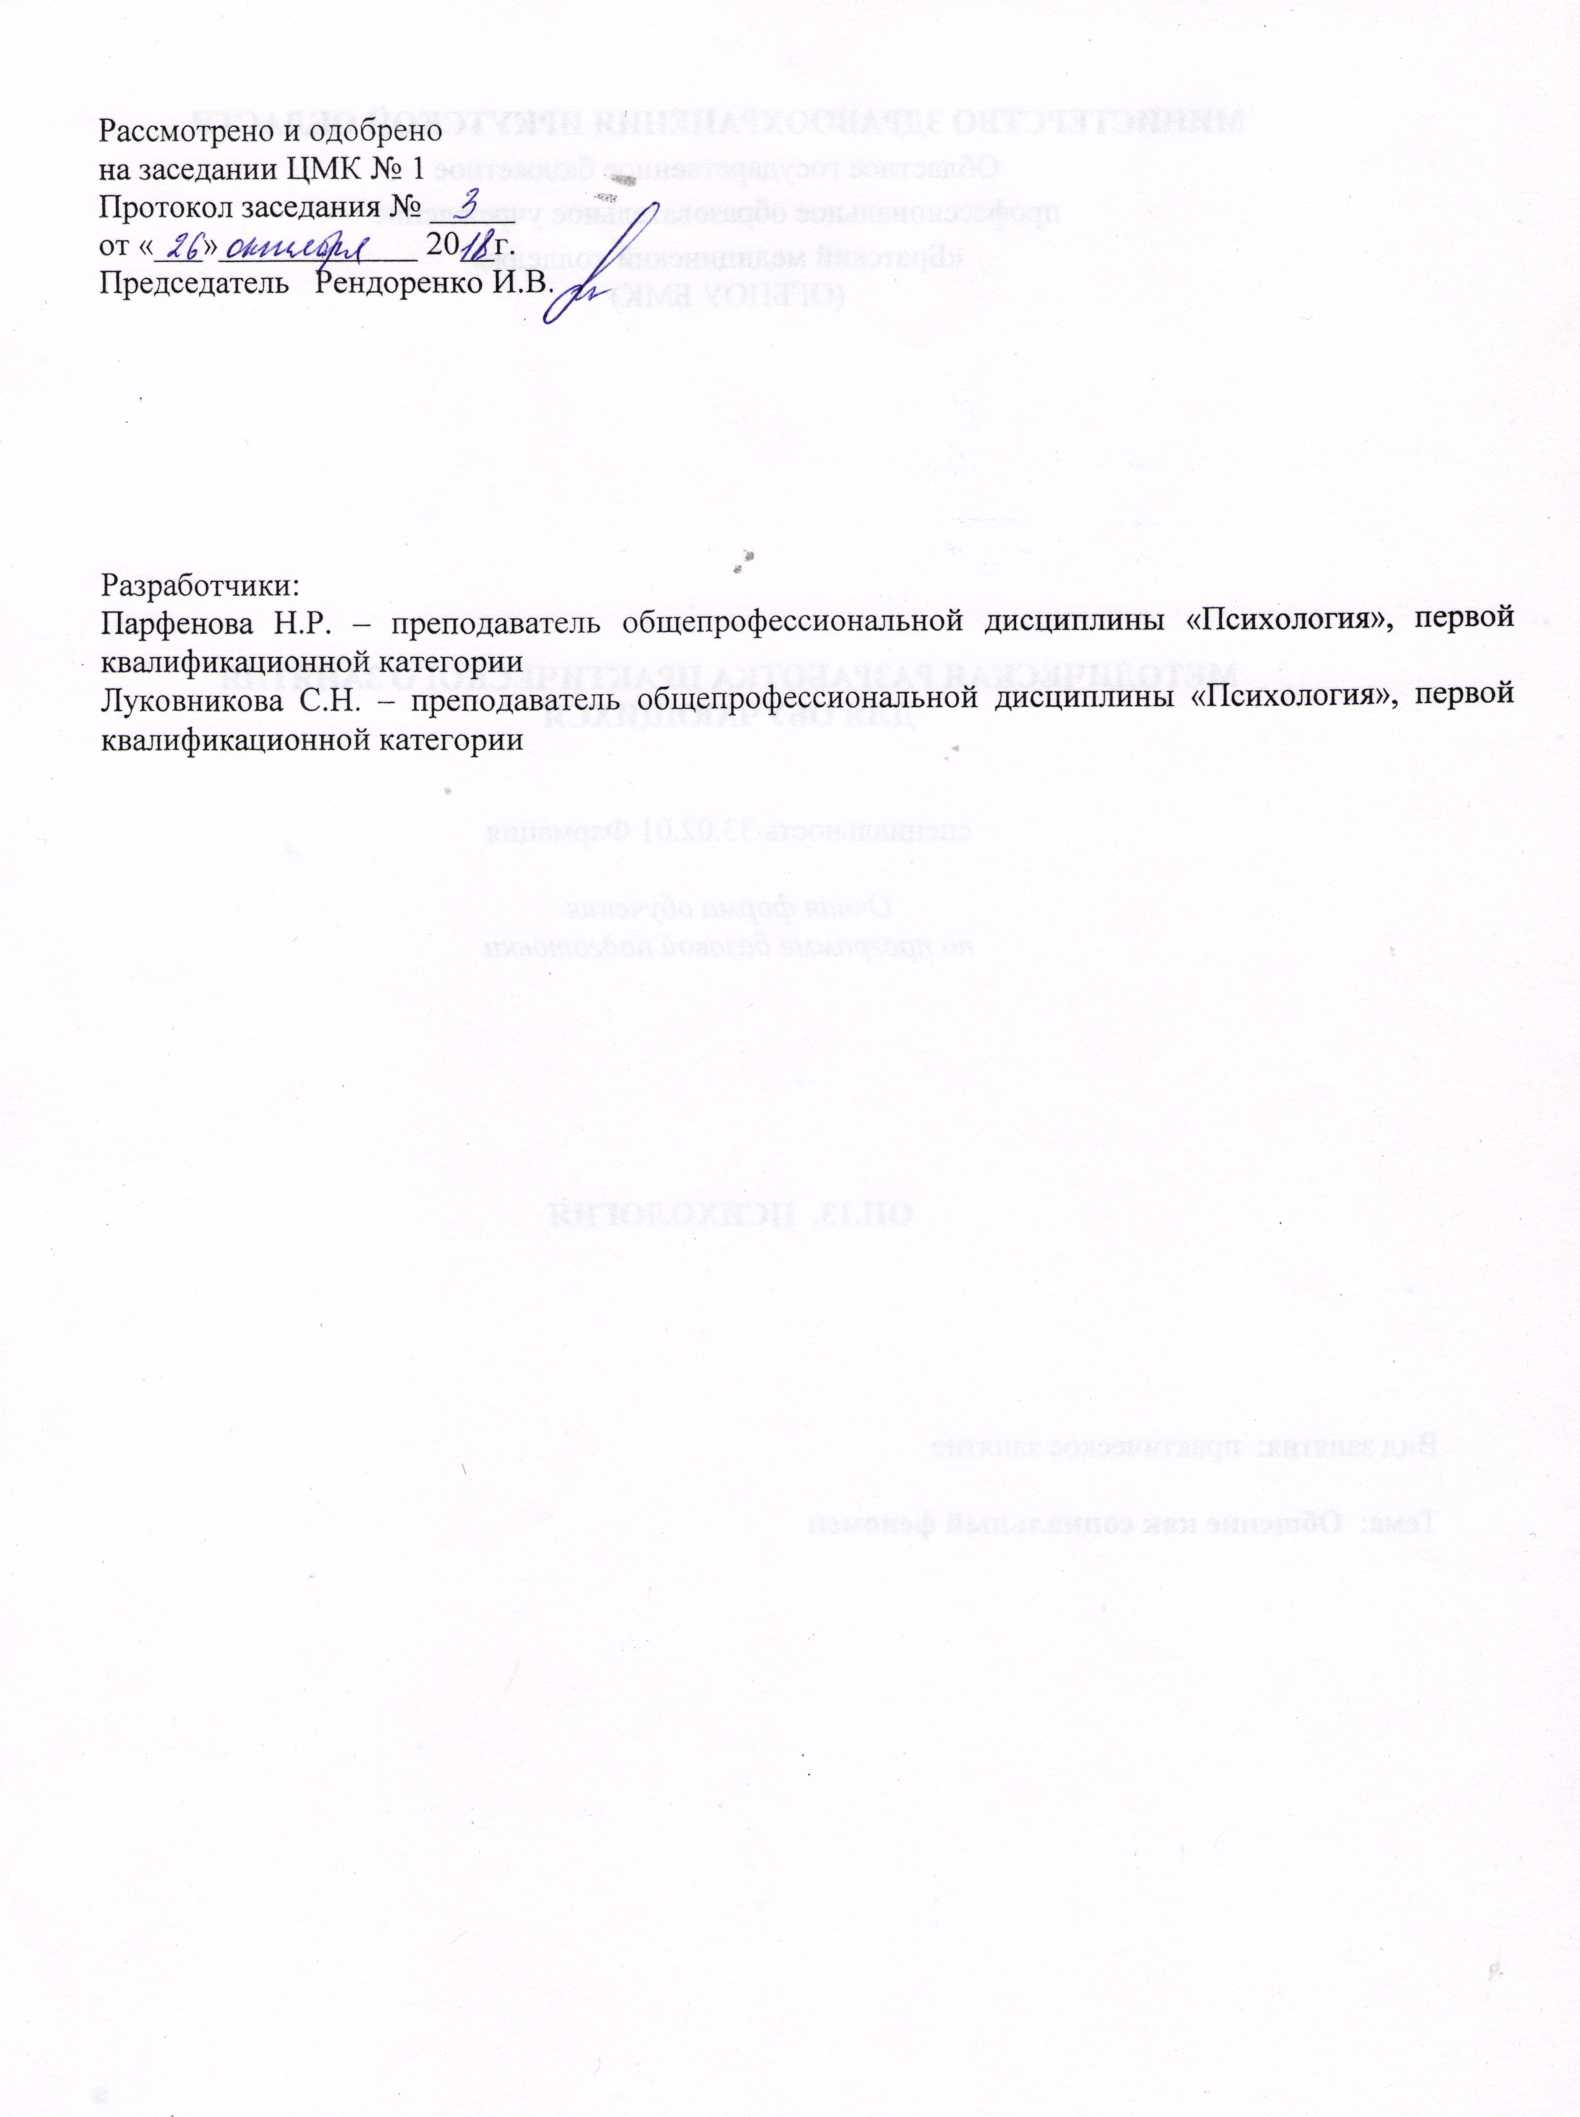 Рассмотрено и одобрено
на заседании ЦМК № 1
Протокол заседания № 3
от «26» октября 2018 г.
Председатель Рендоренко И.В.
Разработчики:
Парфенова Н.Р. – преподаватель общепрофессиональной дисциплины «Психология», первой
квалификационной категории
Луковникова С.Н. – преподаватель общепрофессиональной дисциплины «Психология», первой
квалификационной категории